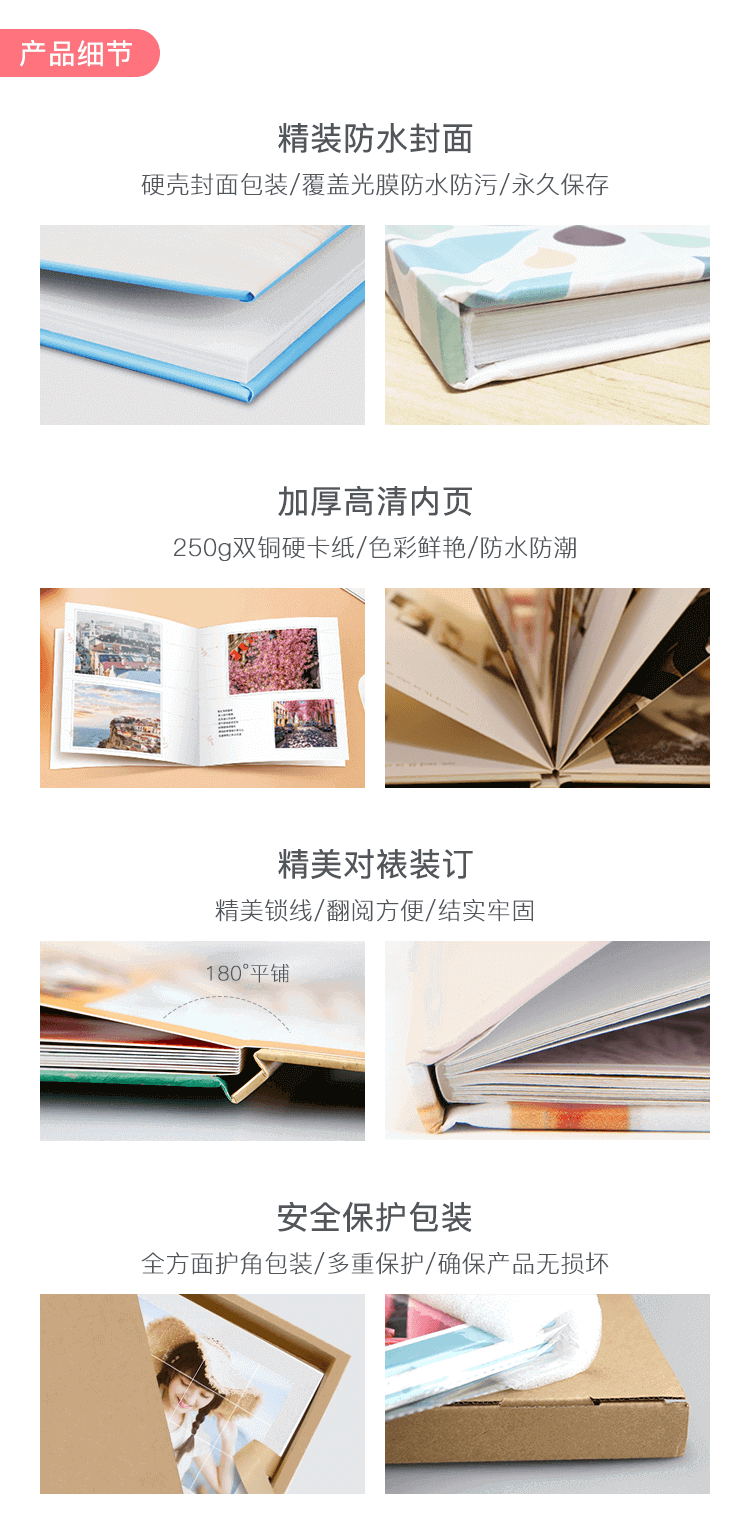 产品细节
精装防水封面
硬壳封面包装/覆盖光膜防水防污/永久保存
加厚高清内页
250g双铜硬卡纸/色彩鲜艳/防水防潮
精美对裱装订
精美锁线/翻阅方便/结实牢固
180°平铺
安全保护包装
全方面护角包装/多重保护/确保产品无损坏